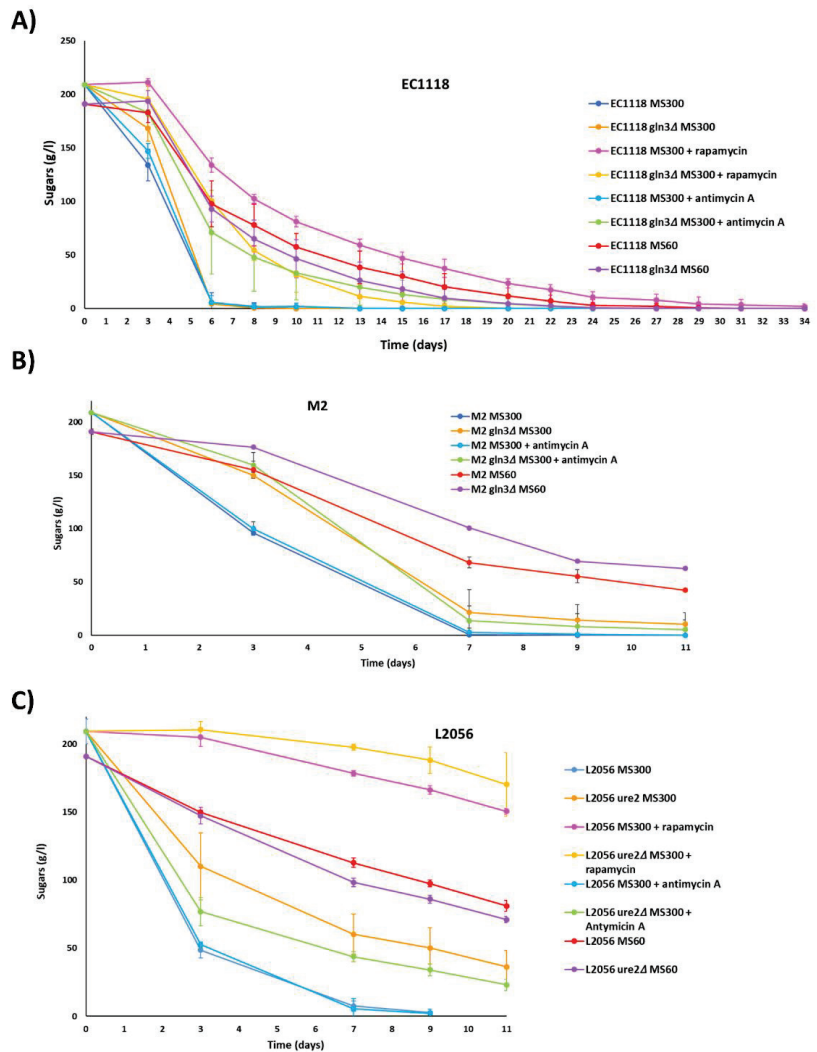 A)
EC1118
Sugars (g/l)
250
200
150
100
50
0
0 1 2 3 4 5 6 7 8 9 10 11 12 13 14 15 16 17 18 19 20 21 22 23 24 25 26 27 28 29 30 31 32 33 34
Time (days)
EC1118 MS300
EC1118 gln3Δ MS300
EC1118 MS300 + rapamycin
EC1118 gln3Δ MS300 + rapamycin
EC1118 MS300 + antimycin A
EC1118 gln3Δ MS300 + antimycin A
EC1118 MS60
EC1118 gln3Δ MS60
B)
M2
Sugars (g/l)
200
150
100
50
0
0 1 2 3 4 5 6 7 8 9 10 11
Time (days)
M2 MS300
M2 gln3Δ MS300
M2 MS300 + antimycin A
M2 gln3Δ MS300 + antimycin A
M2 MS60
M2 gln3Δ MS60
C)
L2056
Sugars (g/l)
200
150
100
50
0
0 1 2 3 4 5 6 7 8 9 10 11
Time (days)
L2056 MS300
L2056 ure2 MS300
L2056 MS300 + rapamycin
L2056 ure2Δ MS300 +
rapamycin
L2056 MS300 + antimycin A
L2056 ure2Δ MS300 +
Antymicin A
L2056 MS60
L2056 ure2Δ MS60